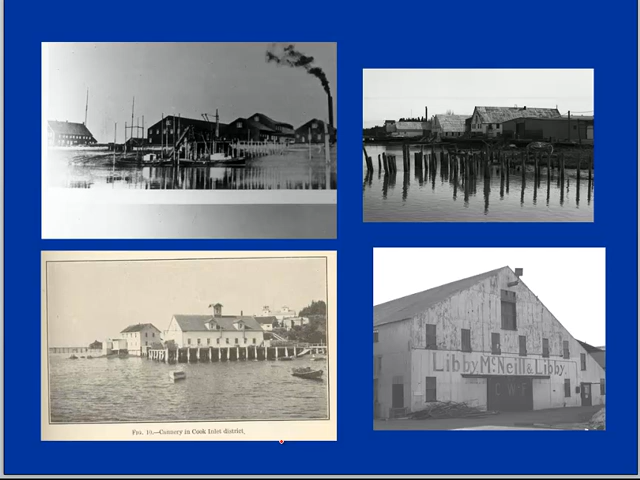 Libby, McNeill & Libby
Fig. 10.—Cannery in Cook Inlet district.